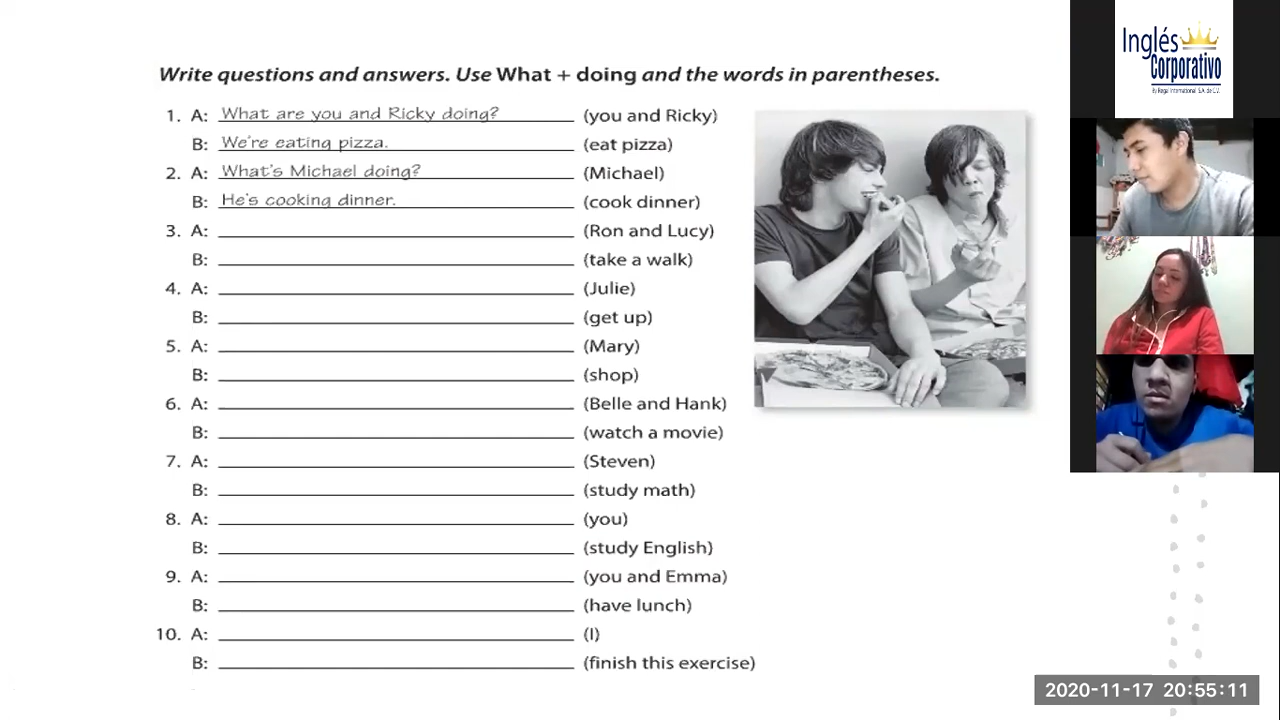 Inglés
Corporativo
By Regal International S.A. de C.V.
Write questions and answers. Use What + doing and the words in parentheses.
1. A: What are you and Ricky doing? (you and Ricky)
B: We're eating pizza. (eat pizza)
2. A: What's Michael doing? (Michael)
B: He's cooking dinner. (cook dinner)
3. A: (Ron and Lucy)
B: (take a walk)
4. A: (Julie)
B: (get up)
5. A: (Mary)
B: (shop)
6. A: (Belle and Hank)
B: (watch a movie)
7. A: (Steven)
B: (study math)
8. A: (you)
B: (study English)
9. A: (you and Emma)
B: (have lunch)
10. A: (I)
B: (finish this exercise)
2020-11-17 20:55:11